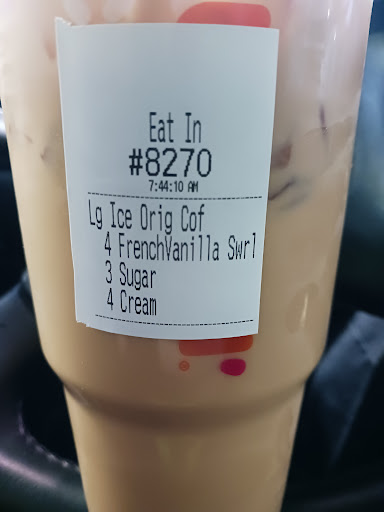 Eat In
#8270
7:44:10 AM
Lg Ice Orig Cof
4 FrenchVanilla Swrl
3 Sugar
4 Cream